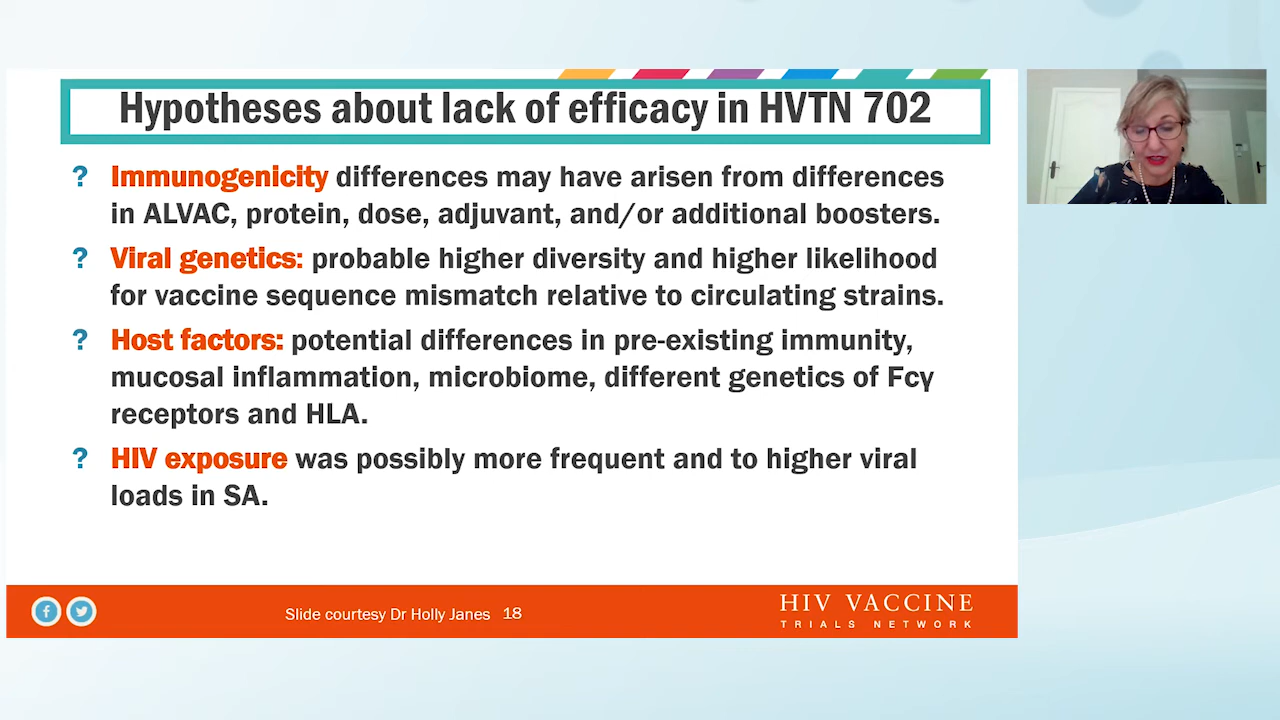 Hypotheses about lack of efficacy in HVTN 702
? Immunogenicity differences may have arisen from differences
in ALVAC, protein, dose, adjuvant, and/or additional boosters.
? Viral genetics: probable higher diversity and higher likelihood
for vaccine sequence mismatch relative to circulating strains.
? Host factors: potential differences in pre-existing immunity,
mucosal inflammation, microbiome, different genetics of Fcγ
receptors and HLA.
? HIV exposure was possibly more frequent and to higher viral
loads in SA.
Slide courtesy Dr Holly Janes 18
HIV VACCINE
TRIALS NETWORK